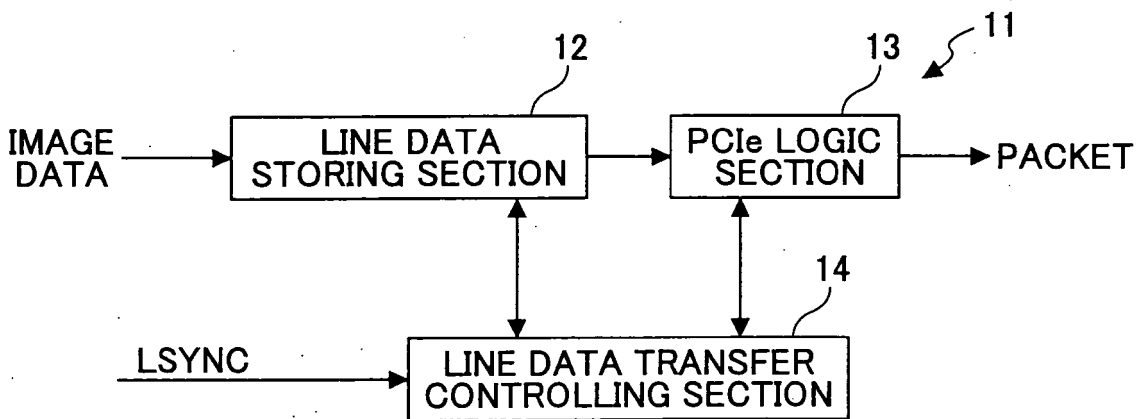 11
12
13
IMAGE
DATA
LINE DATA
STORING SECTION
PCIe LOGIC
SECTION
PACKET
14
LSYNC
LINE DATA TRANSFER
CONTROLLING SECTION